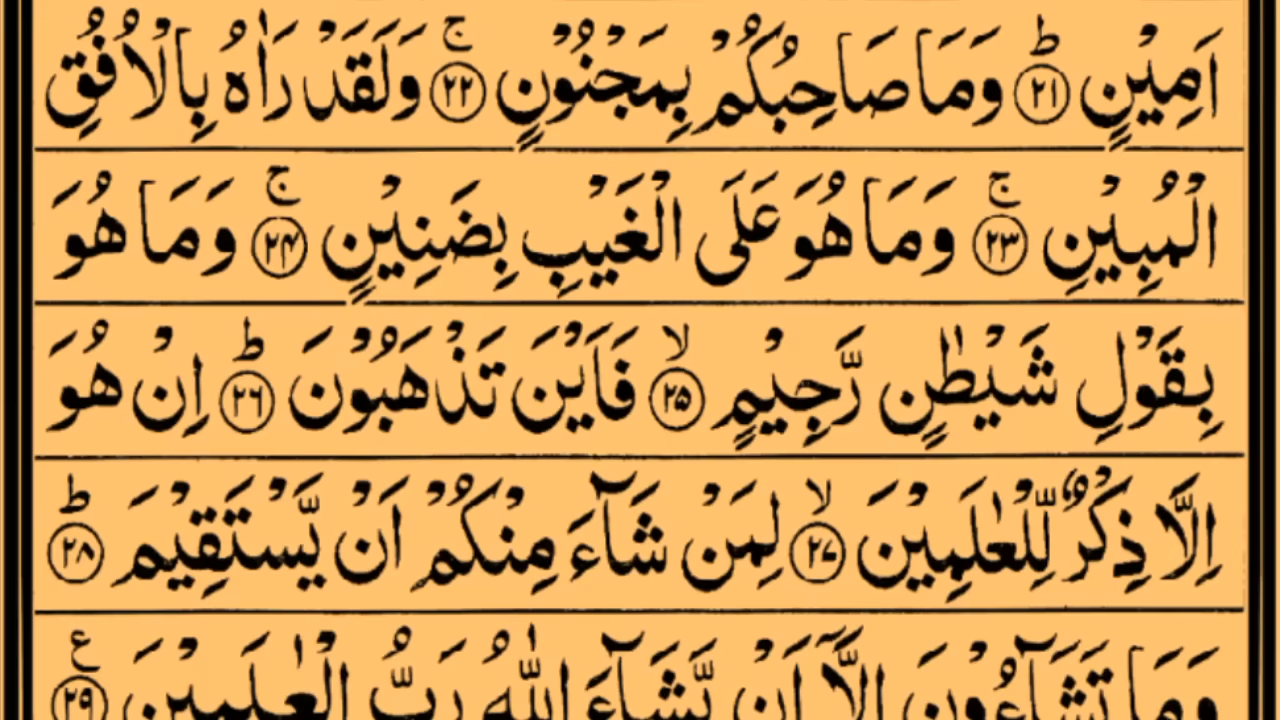 اَمِیْنٍ ؕ﴿۲۱﴾ وَمَا صَاحِبُكُمْ بِمَجْنُوْنٍ ۚ﴿۲۲﴾ وَلَقَدْ رَاٰهُ بِالْاُفُقِ
الْمُبِیْنِ ۚ﴿۲۳﴾ وَمَا هُوَ عَلَى الْغَیْبِ بِضَنِیْنٍ ۚ﴿۲۴﴾ وَمَا هُوَ
بِقَوْلِ شَیْطٰنٍ رَّجِیْمٍ ۙ﴿۲۵﴾ فَاَیْنَ تَذْهَبُوْنَ ؕ﴿۲۶﴾ اِنْ هُوَ
اِلَّا ذِكْرٌ لِّلْعٰلَمِیْنَ ۙ﴿۲۷﴾ لِمَنْ شَآءَ مِنْكُمْ اَنْ یَّسْتَقِیْمَ ؕ﴿۲۸﴾
وَمَا تَشَآءُوْنَ اِلَّاۤ اَنْ یَّشَآءَ اللّٰهُ رَبُّ الْعٰلَمِیْنَ ﴿۲۹﴾ ع